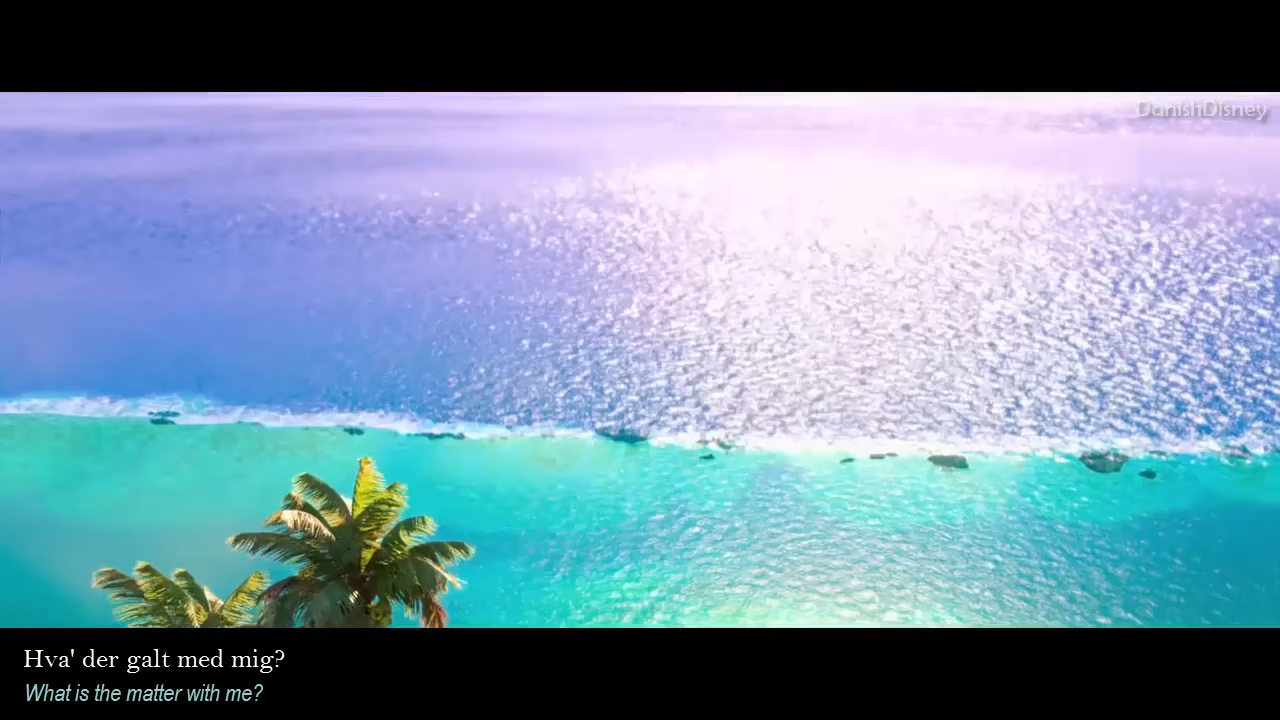 DanishDisney
Hva' der galt med mig?
What is the matter with me?